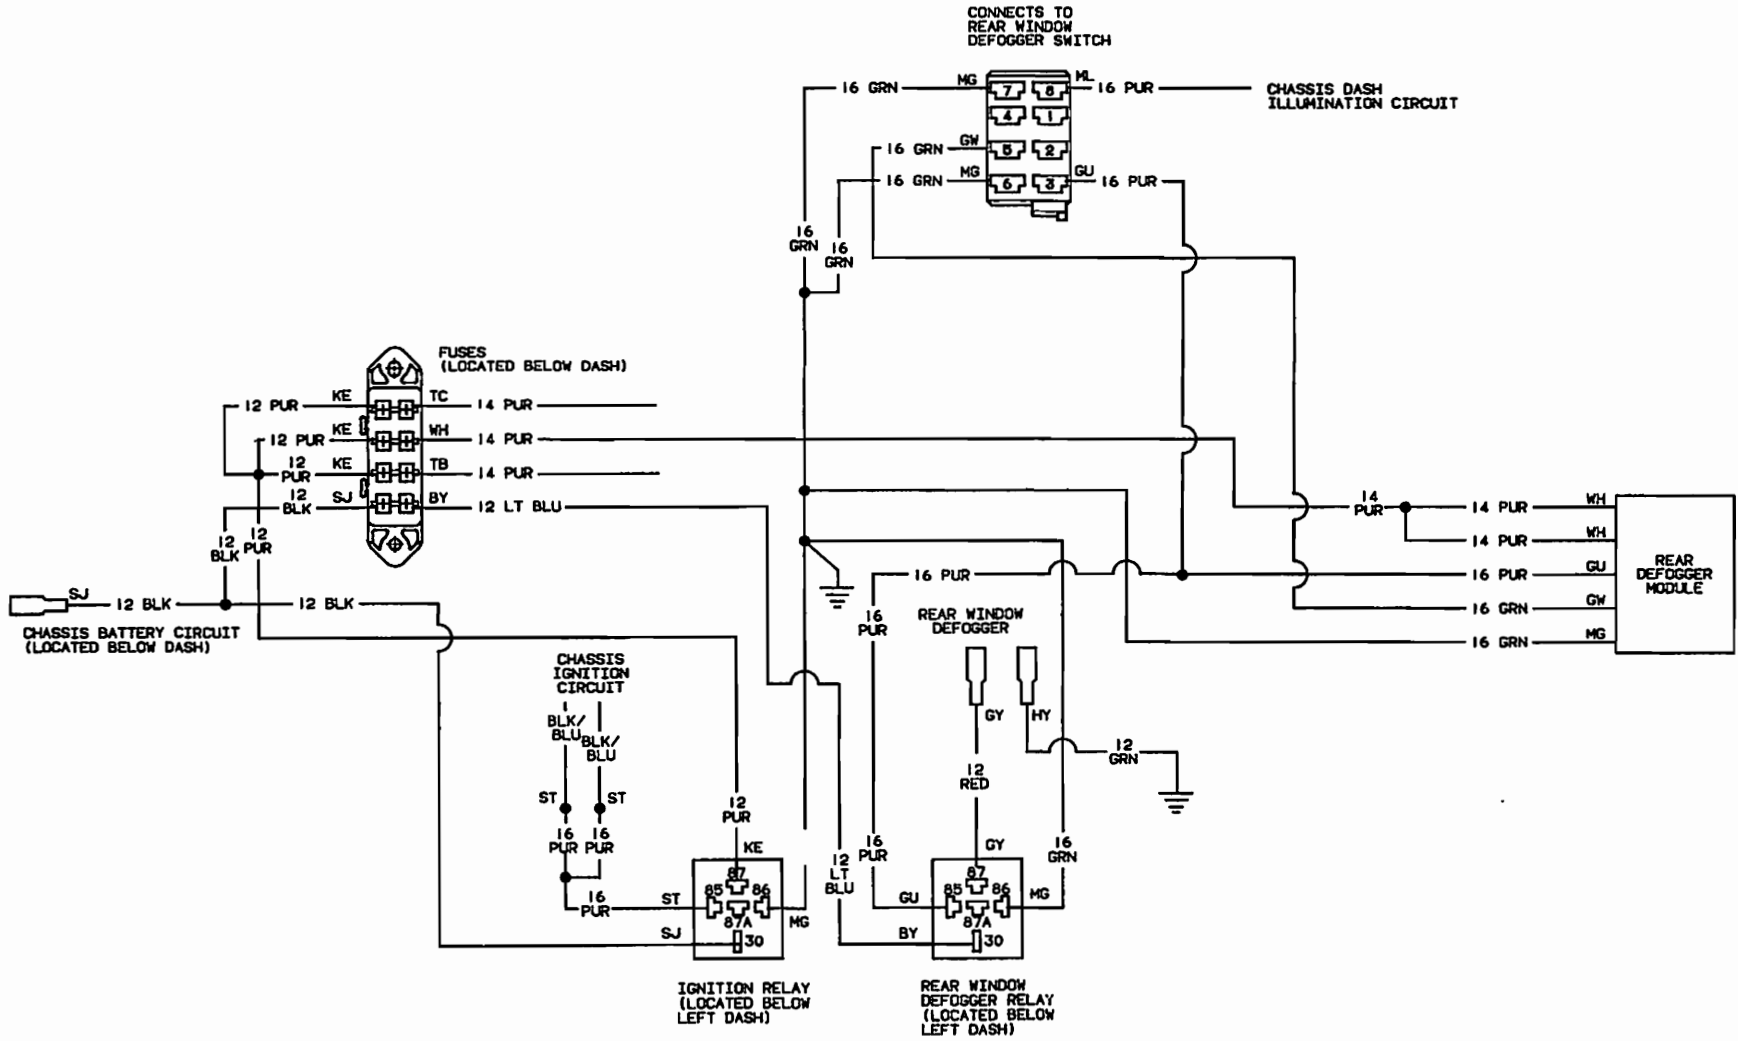 CONNECTS TO
REAR WINDOW
DEFOGGER SWITCH
16 GRN
MG
7
8
ML
16 PUR
CHASSIS DASH
ILLUMINATION CIRCUIT
4
1
16 GRN
GW
5
2
16 GRN
MG
6
3
GU
16 PUR
16
GRN
16
GRN
FUSES
(LOCATED BELOW DASH)
12 PUR
KE
TC
14 PUR
12 PUR
KE
WH
14 PUR
12
PUR
KE
TB
14 PUR
12
BLK
SJ
BY
12 LT BLU
12
BLK
12
PUR
14
PUR
14 PUR
WH
14 PUR
WH
16 PUR
GU
16 GRN
GW
16 GRN
MG
REAR
DEFOGGER
MODULE
SJ
12 BLK
12 BLK
CHASSIS BATTERY CIRCUIT
(LOCATED BELOW DASH)
16 PUR
16
PUR
REAR WINDOW
DEFOGGER
CHASSIS
IGNITION
CIRCUIT
BLK/
BLU
BLK/
BLU
GY
HY
12
GRN
12
RED
ST
ST
16
PUR
16
PUR
12
PUR
KE
16
PUR
12
LT
BLU
GY
16
GRN
16
PUR
ST
SJ
87
85
86
87A
30
MG
GU
BY
87
85
86
87A
30
MG
IGNITION RELAY
(LOCATED BELOW
LEFT DASH)
REAR WINDOW
DEFOGGER RELAY
(LOCATED BELOW
LEFT DASH)